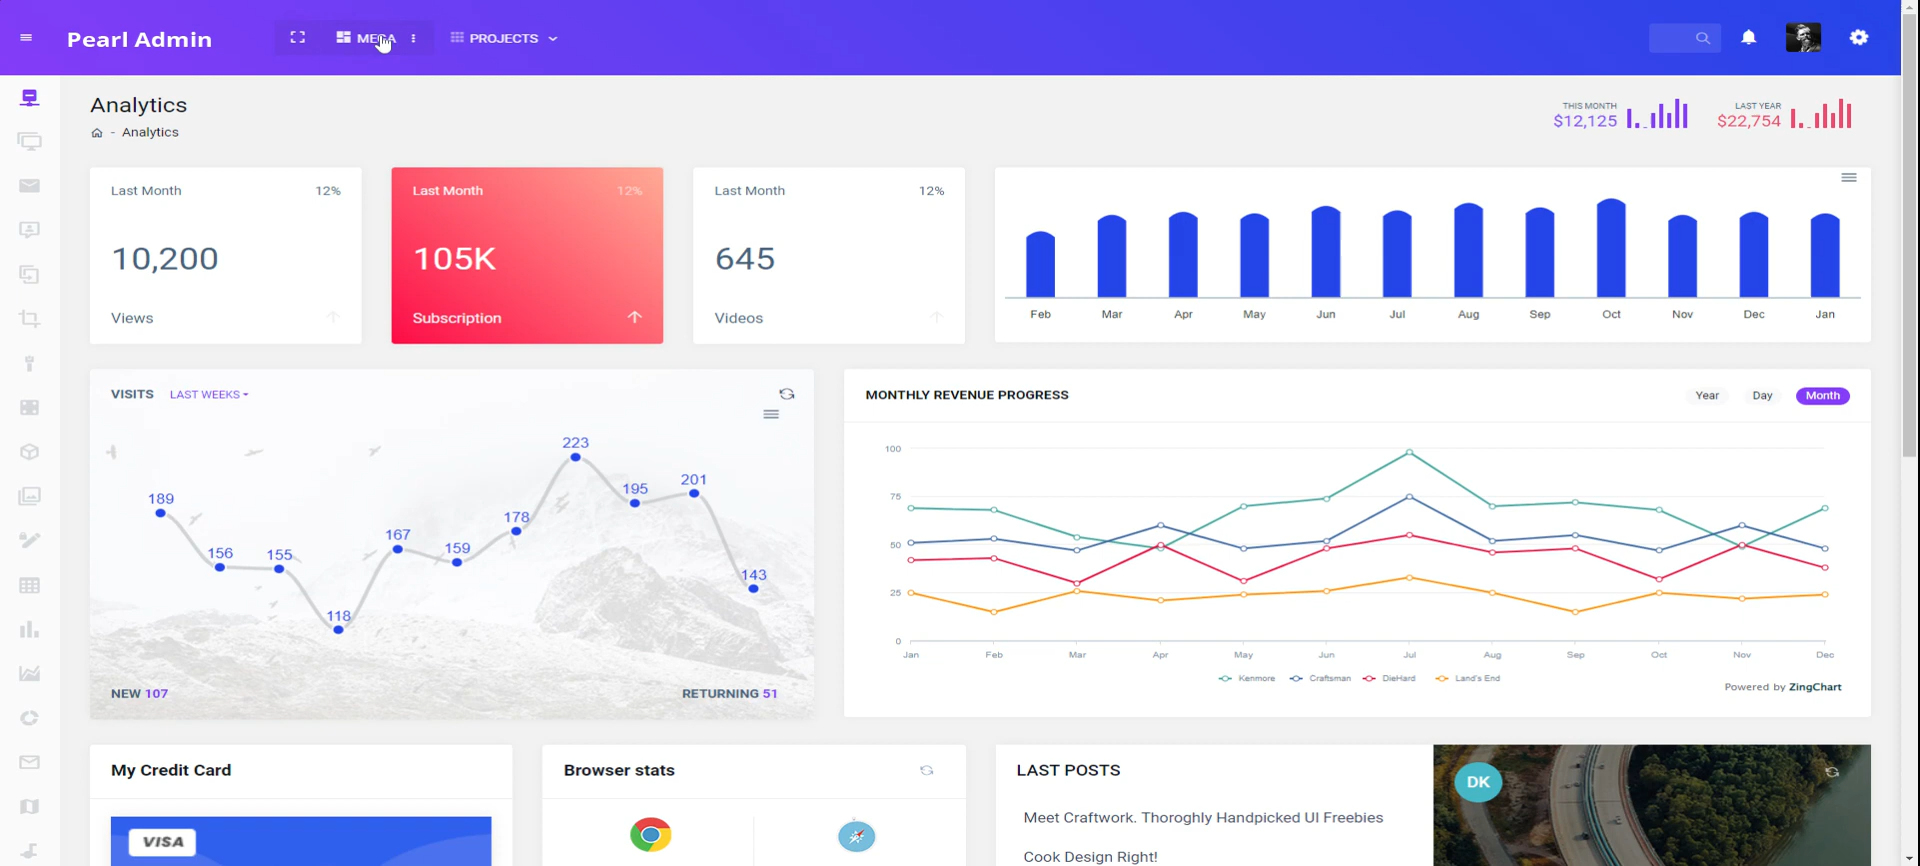 Pearl Admin
MEGA
PROJECTS
Analytics
- Analytics
THIS MONTH
$12,125
LAST YEAR
$22,754
Last Month 12%
10,200
Views
Last Month 12%
105K
Subscription
Last Month 12%
645
Videos
Feb Mar Apr May Jun Jul Aug Sep Oct Nov Dec Jan
VISITS LAST WEEKS
223
201
195
189
178
167
159
156
155
143
118
NEW 107
RETURNING 51
MONTHLY REVENUE PROGRESS
Year Day Month
100
75
50
25
0
Jan Feb Mar Apr May Jun Jul Aug Sep Oct Nov Dec
Kenmore Craftsman DieHard Land's End
Powered by ZingChart
My Credit Card
VISA
Browser stats
LAST POSTS
Meet Craftwork. Thoroghly Handpicked UI Freebies
Cook Design Right!
DK